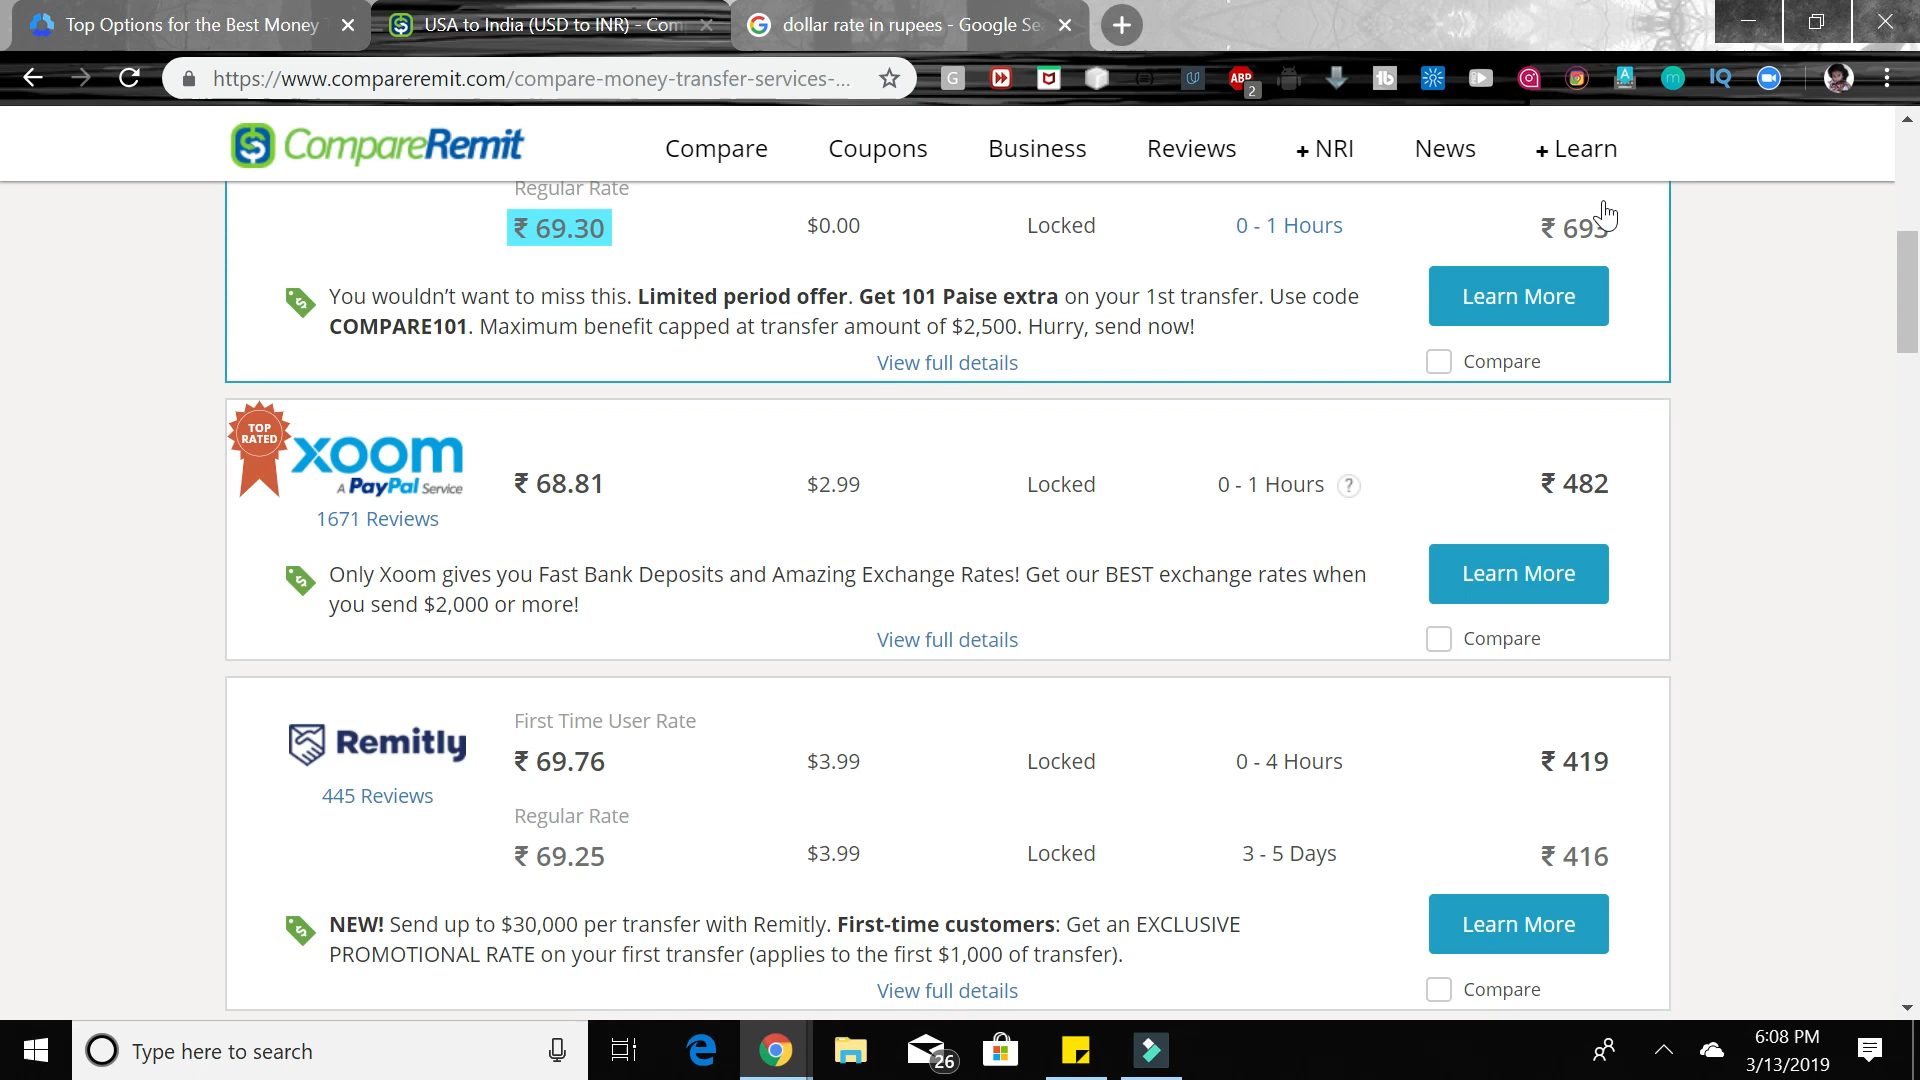 Top Options for the Best Money
USA to India (USD to INR) - Com
dollar rate in rupees - Google Se
https://www.compareremit.com/compare-money-transfer-services-...
ABP
2
IQ
CompareRemit
Compare
Coupons
Business
Reviews
+ NRI
News
+ Learn
Regular Rate
₹ 69.30
$0.00
Locked
0 - 1 Hours
₹ 693
You wouldn't want to miss this. Limited period offer. Get 101 Paise extra on your 1st transfer. Use code
COMPARE101. Maximum benefit capped at transfer amount of $2,500. Hurry, send now!
Learn More
View full details
Compare
TOP
RATED
xoom
A PayPal Service
1671 Reviews
₹ 68.81
$2.99
Locked
0 - 1 Hours ?
₹ 482
Only Xoom gives you Fast Bank Deposits and Amazing Exchange Rates! Get our BEST exchange rates when
you send $2,000 or more!
Learn More
View full details
Compare
Remitly
445 Reviews
First Time User Rate
₹ 69.76
$3.99
Locked
0 - 4 Hours
₹ 419
Regular Rate
₹ 69.25
$3.99
Locked
3 - 5 Days
₹ 416
NEW! Send up to $30,000 per transfer with Remitly. First-time customers: Get an EXCLUSIVE
PROMOTIONAL RATE on your first transfer (applies to the first $1,000 of transfer).
Learn More
View full details
Compare
Type here to search
26
6:08 PM
3/13/2019